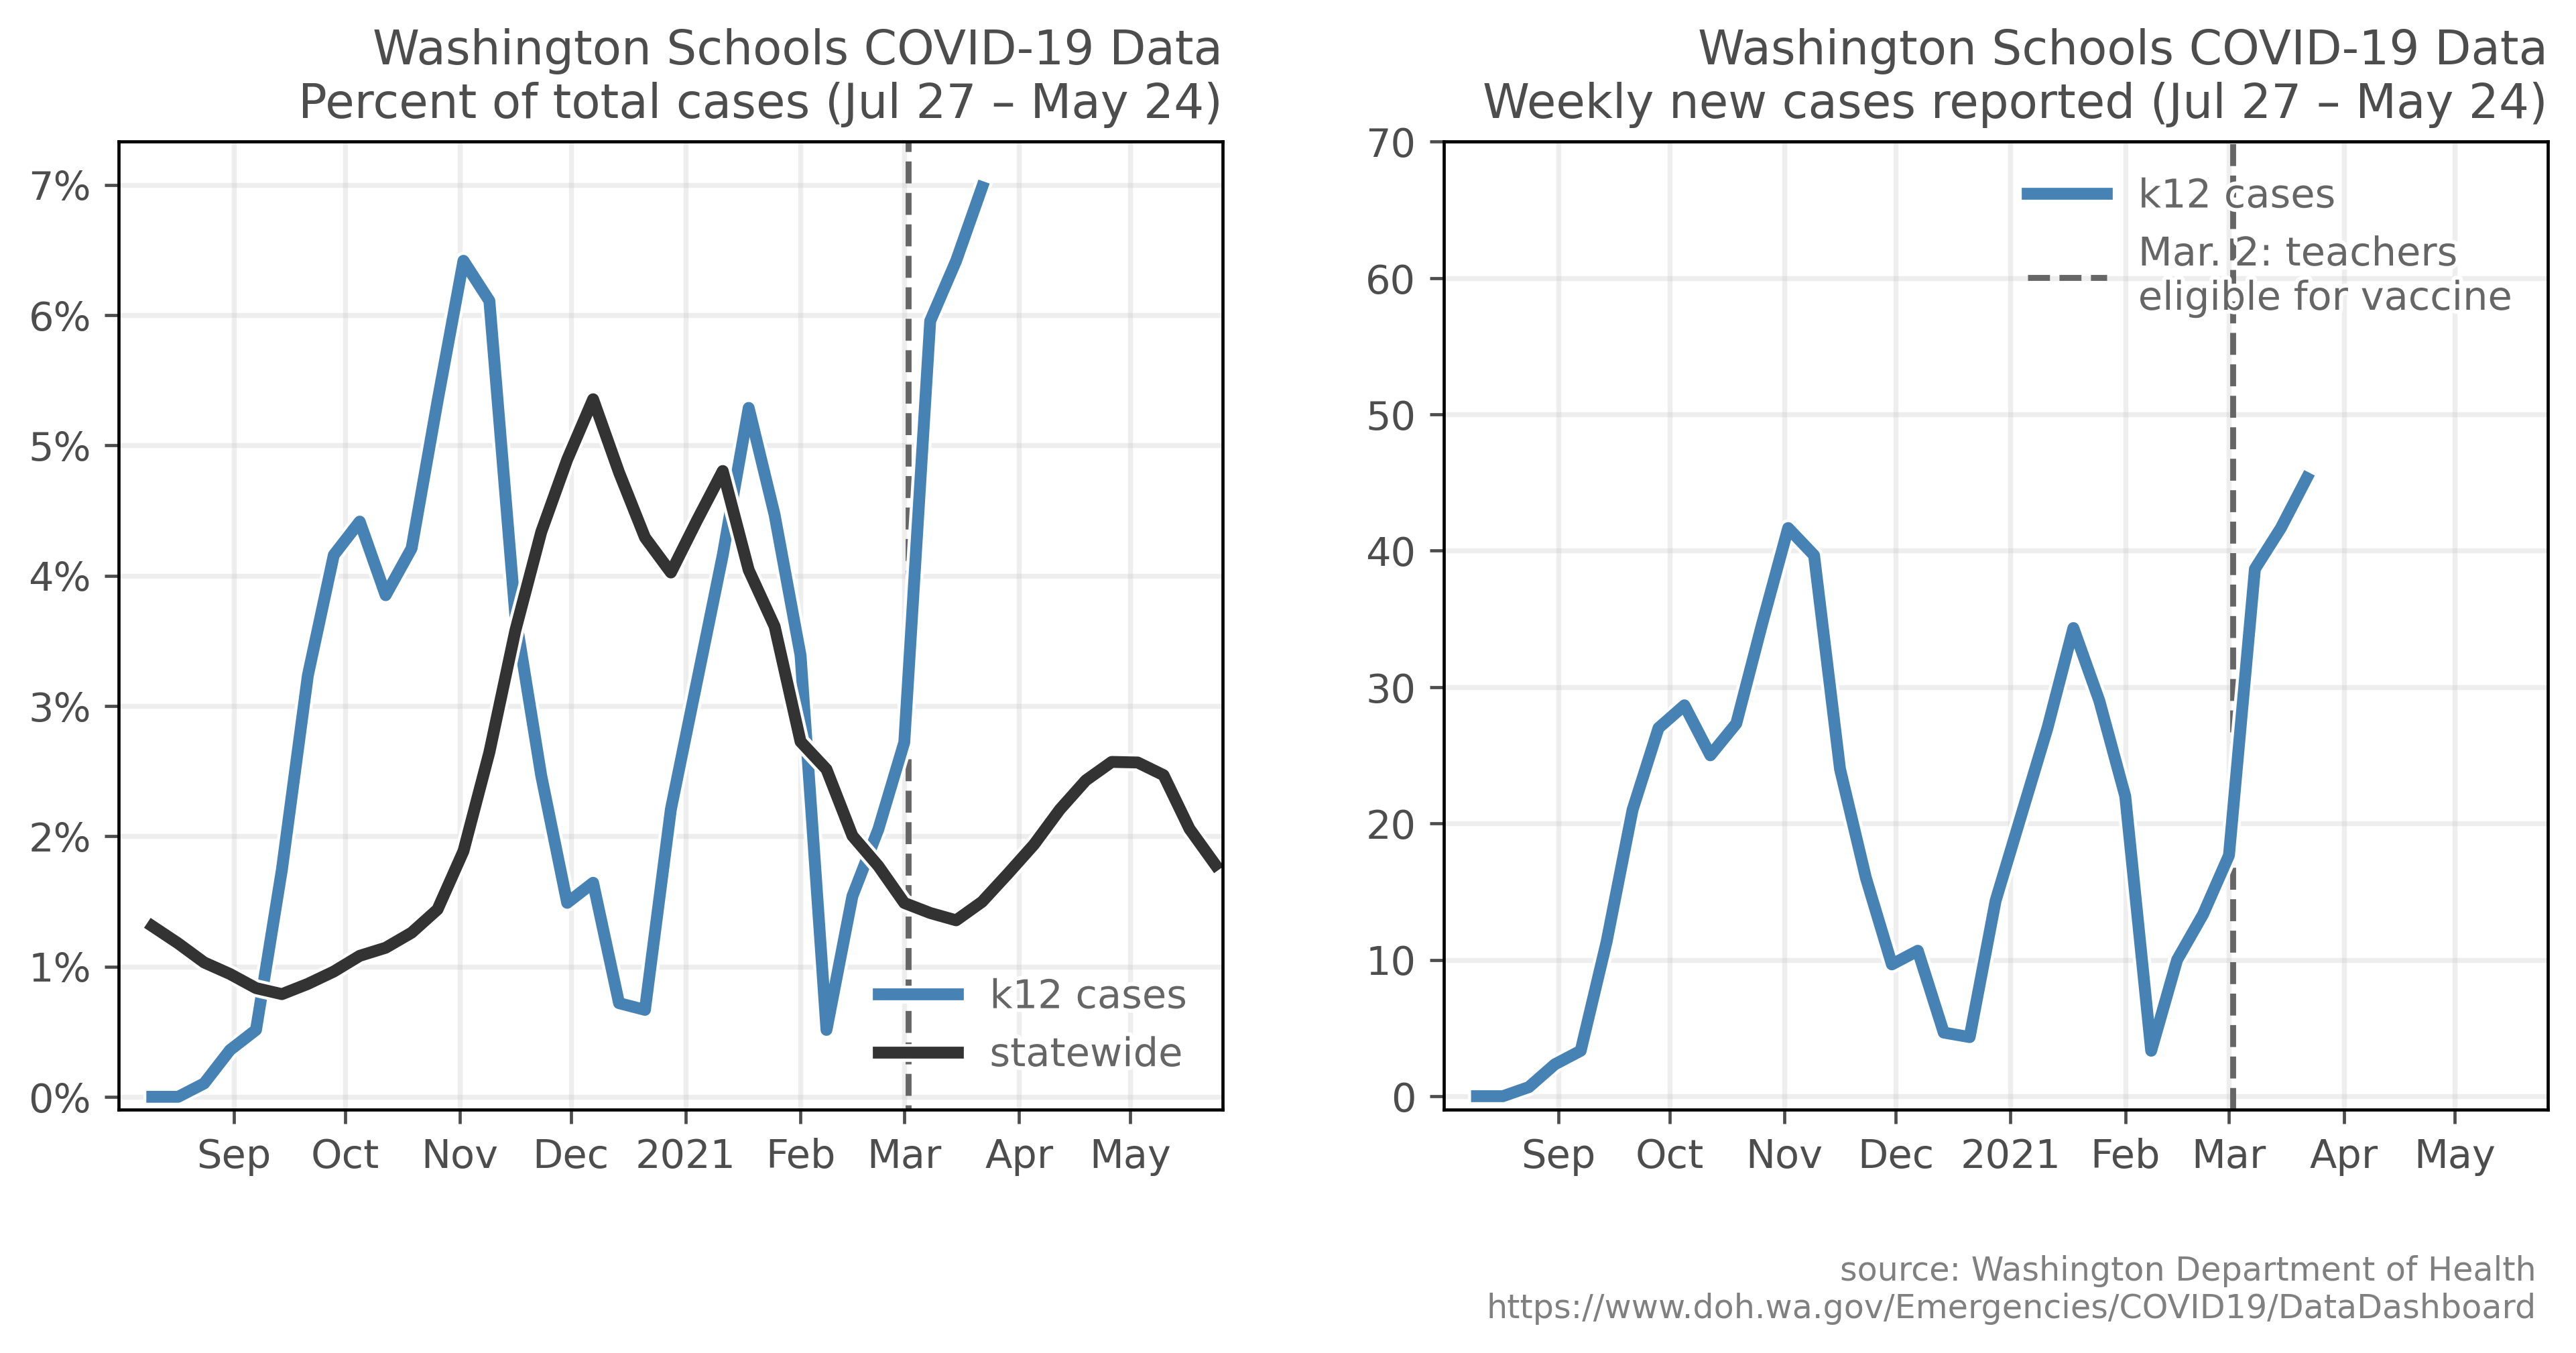 Washington Schools COVID-19 Data
Percent of total cases (Jul 27 – May 24)
7%
6%
5%
4%
3%
2%
1%
0%
k12 cases
statewide
Sep Oct Nov Dec 2021 Feb Mar Apr May
Washington Schools COVID-19 Data
Weekly new cases reported (Jul 27 – May 24)
70
60
50
40
30
20
10
0
k12 cases
Mar. 2: teachers
eligible for vaccine
Sep Oct Nov Dec 2021 Feb Mar Apr May
source: Washington Department of Health
https://www.doh.wa.gov/Emergencies/COVID19/DataDashboard